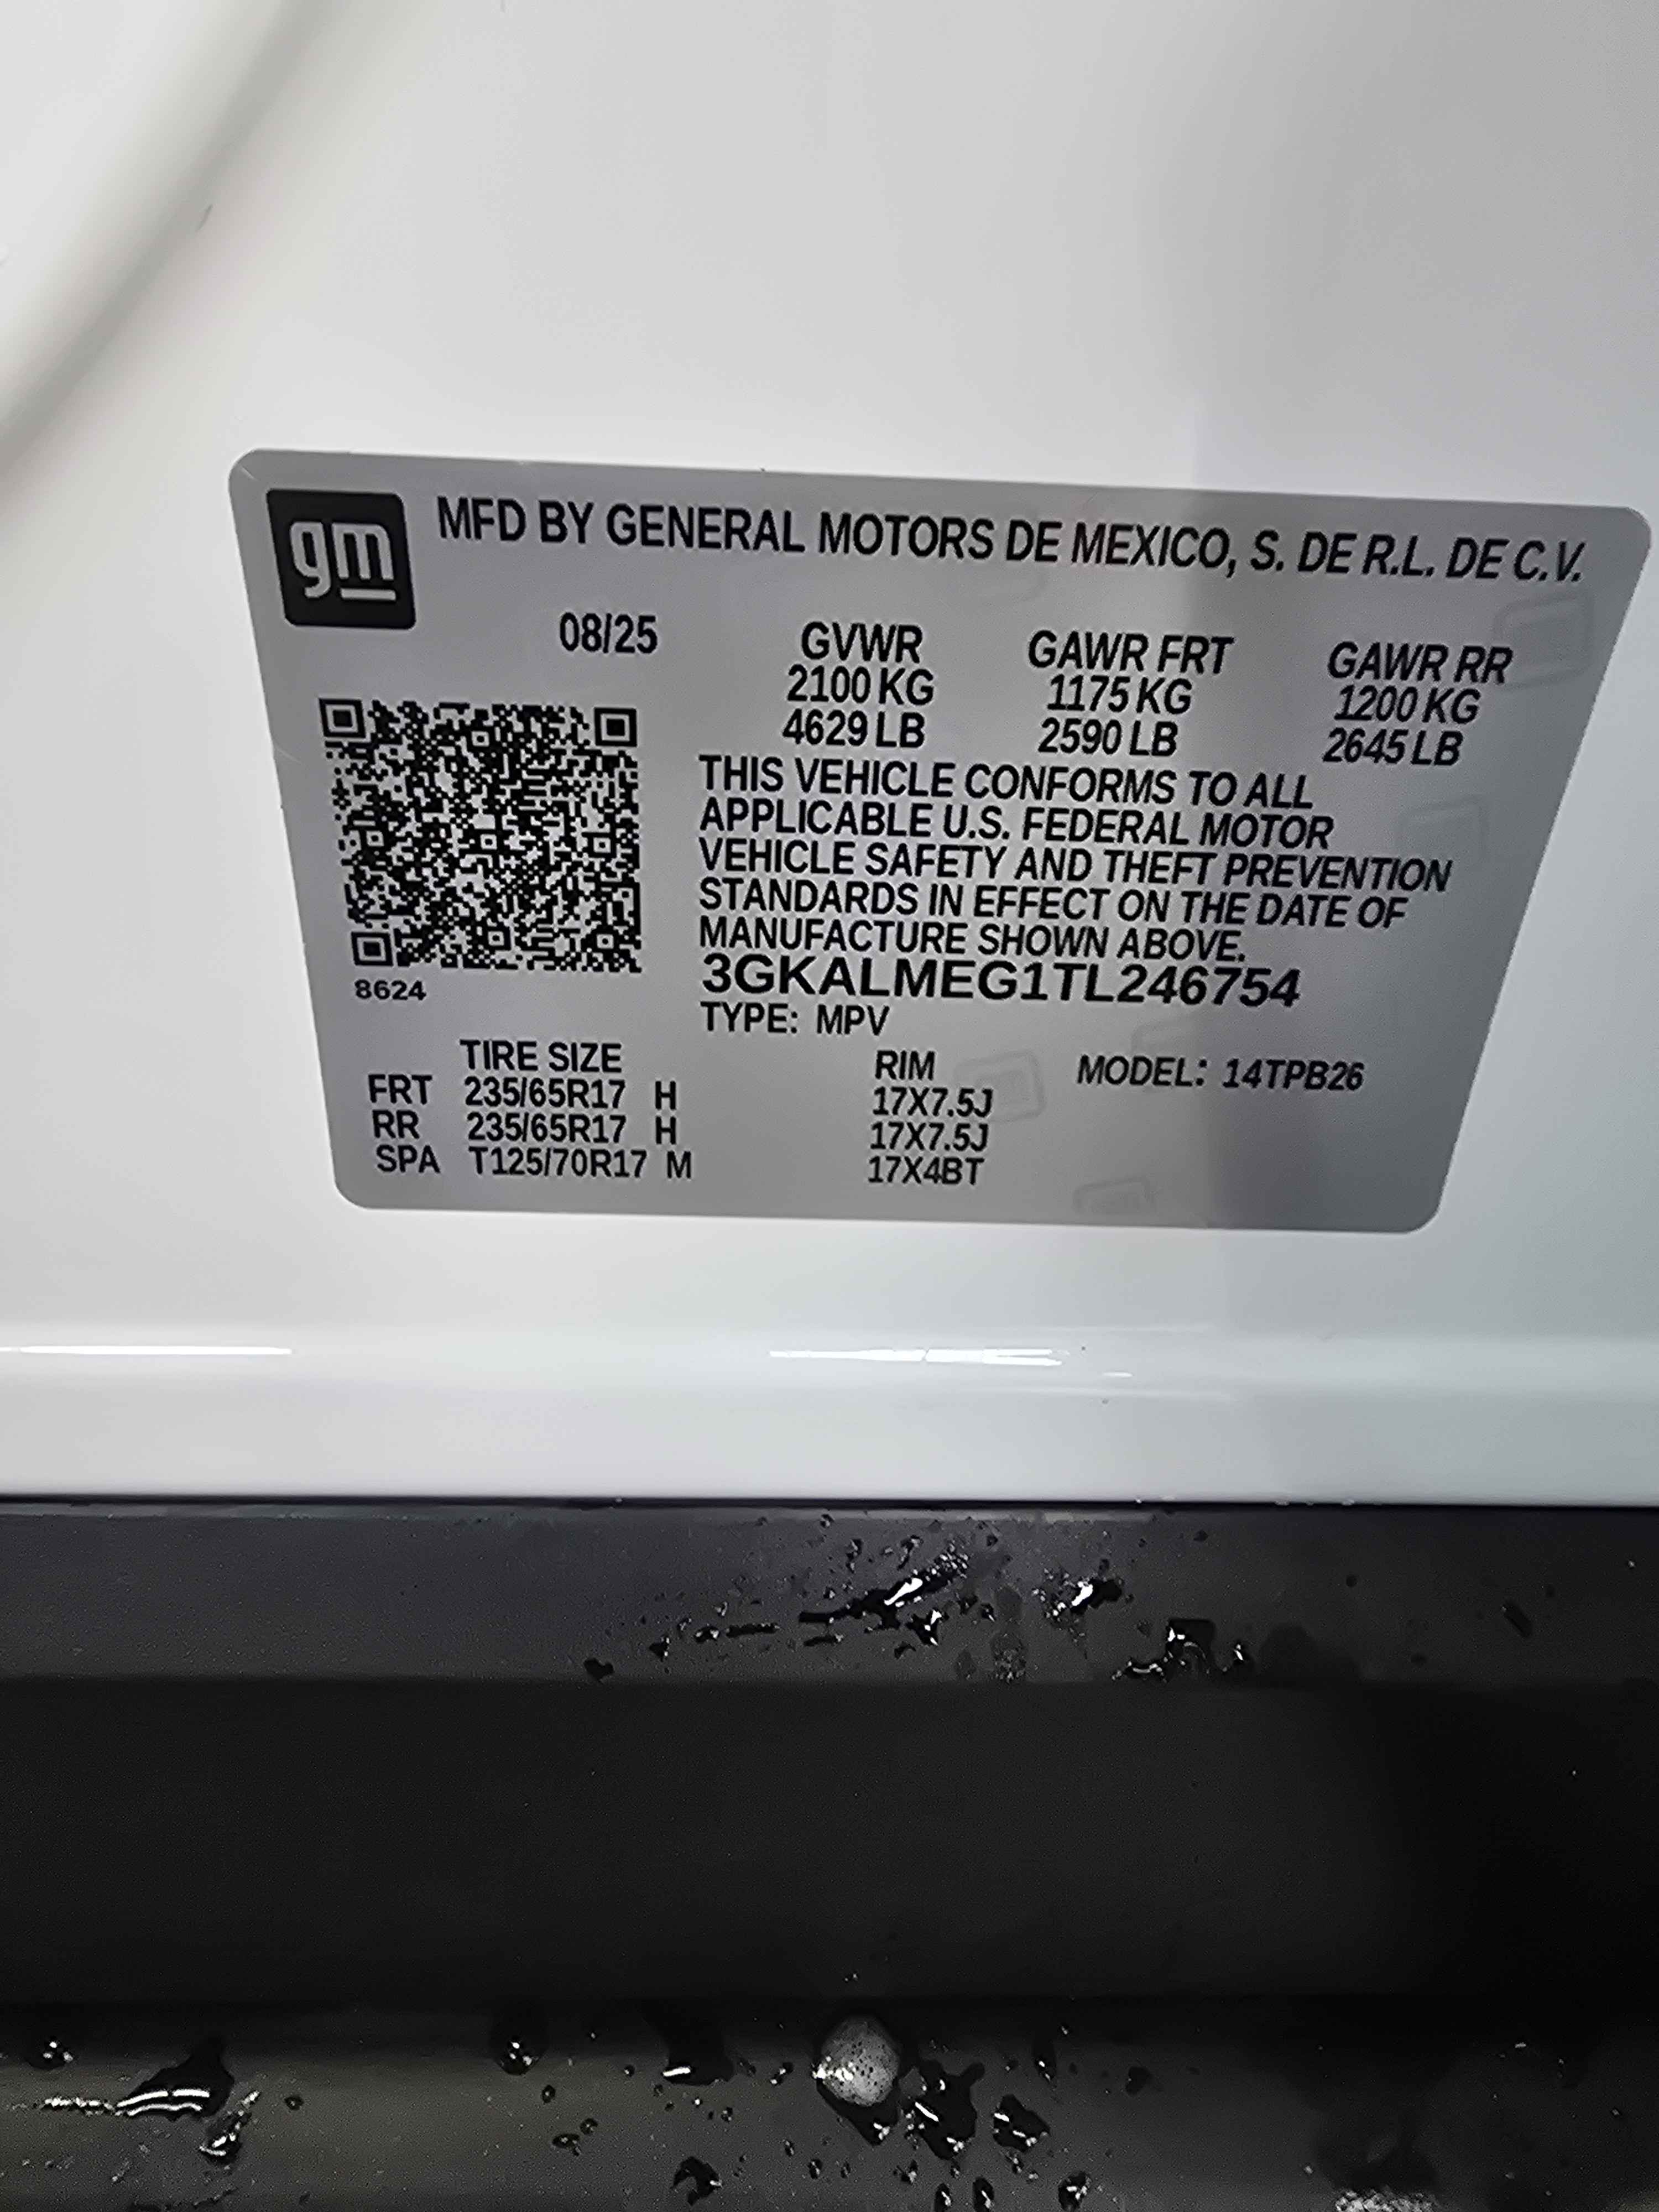 gm
MFD BY GENERAL MOTORS DE MEXICO, S. DE R.L. DE C.V.
08/25 GVWR GAWR FRT GAWR RR
2100 KG 1175 KG 1200 KG
4629 LB 2590 LB 2645 LB
THIS VEHICLE CONFORMS TO ALL
APPLICABLE U.S. FEDERAL MOTOR
VEHICLE SAFETY AND THEFT PREVENTION
STANDARDS IN EFFECT ON THE DATE OF
MANUFACTURE SHOWN ABOVE.
8624
3GKALMEG1TL246754
TYPE: MPV
TIRE SIZE RIM MODEL: 14TPB26
FRT 235/65R17 H 17X7.5J
RR 235/65R17 H 17X7.5J
SPA T125/70R17 M 17X4BT